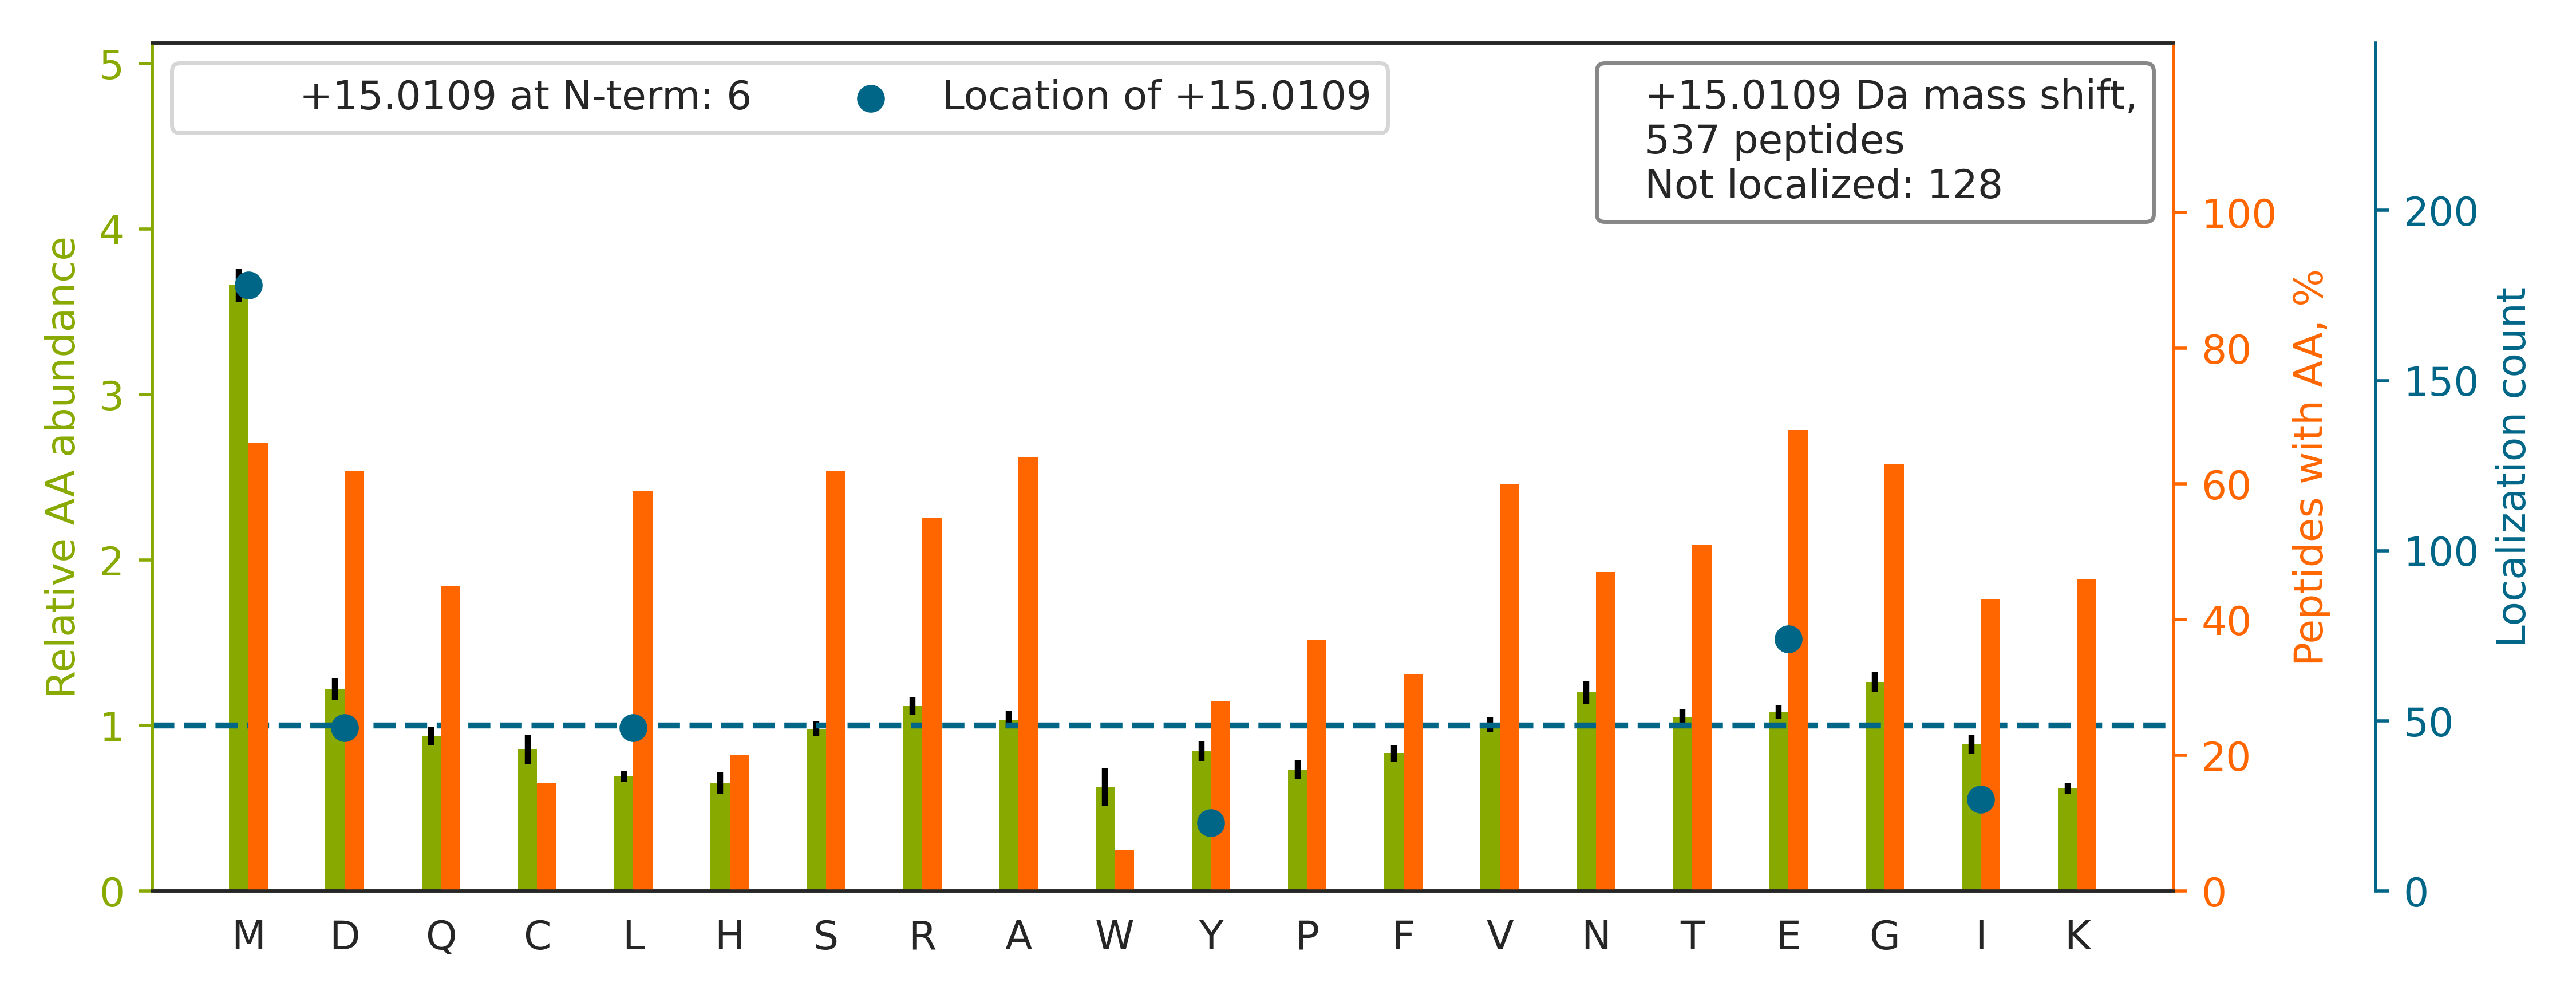 +15.0109 at N-term: 6
Location of +15.0109
+15.0109 Da mass shift,
537 peptides
Not localized: 128
Relative AA abundance
5
4
3
2
1
0
100
80
60
40
20
0
Peptides with AA, %
200
150
100
50
0
Localization count
M D Q C L H S R A W Y P F V N T E G I K